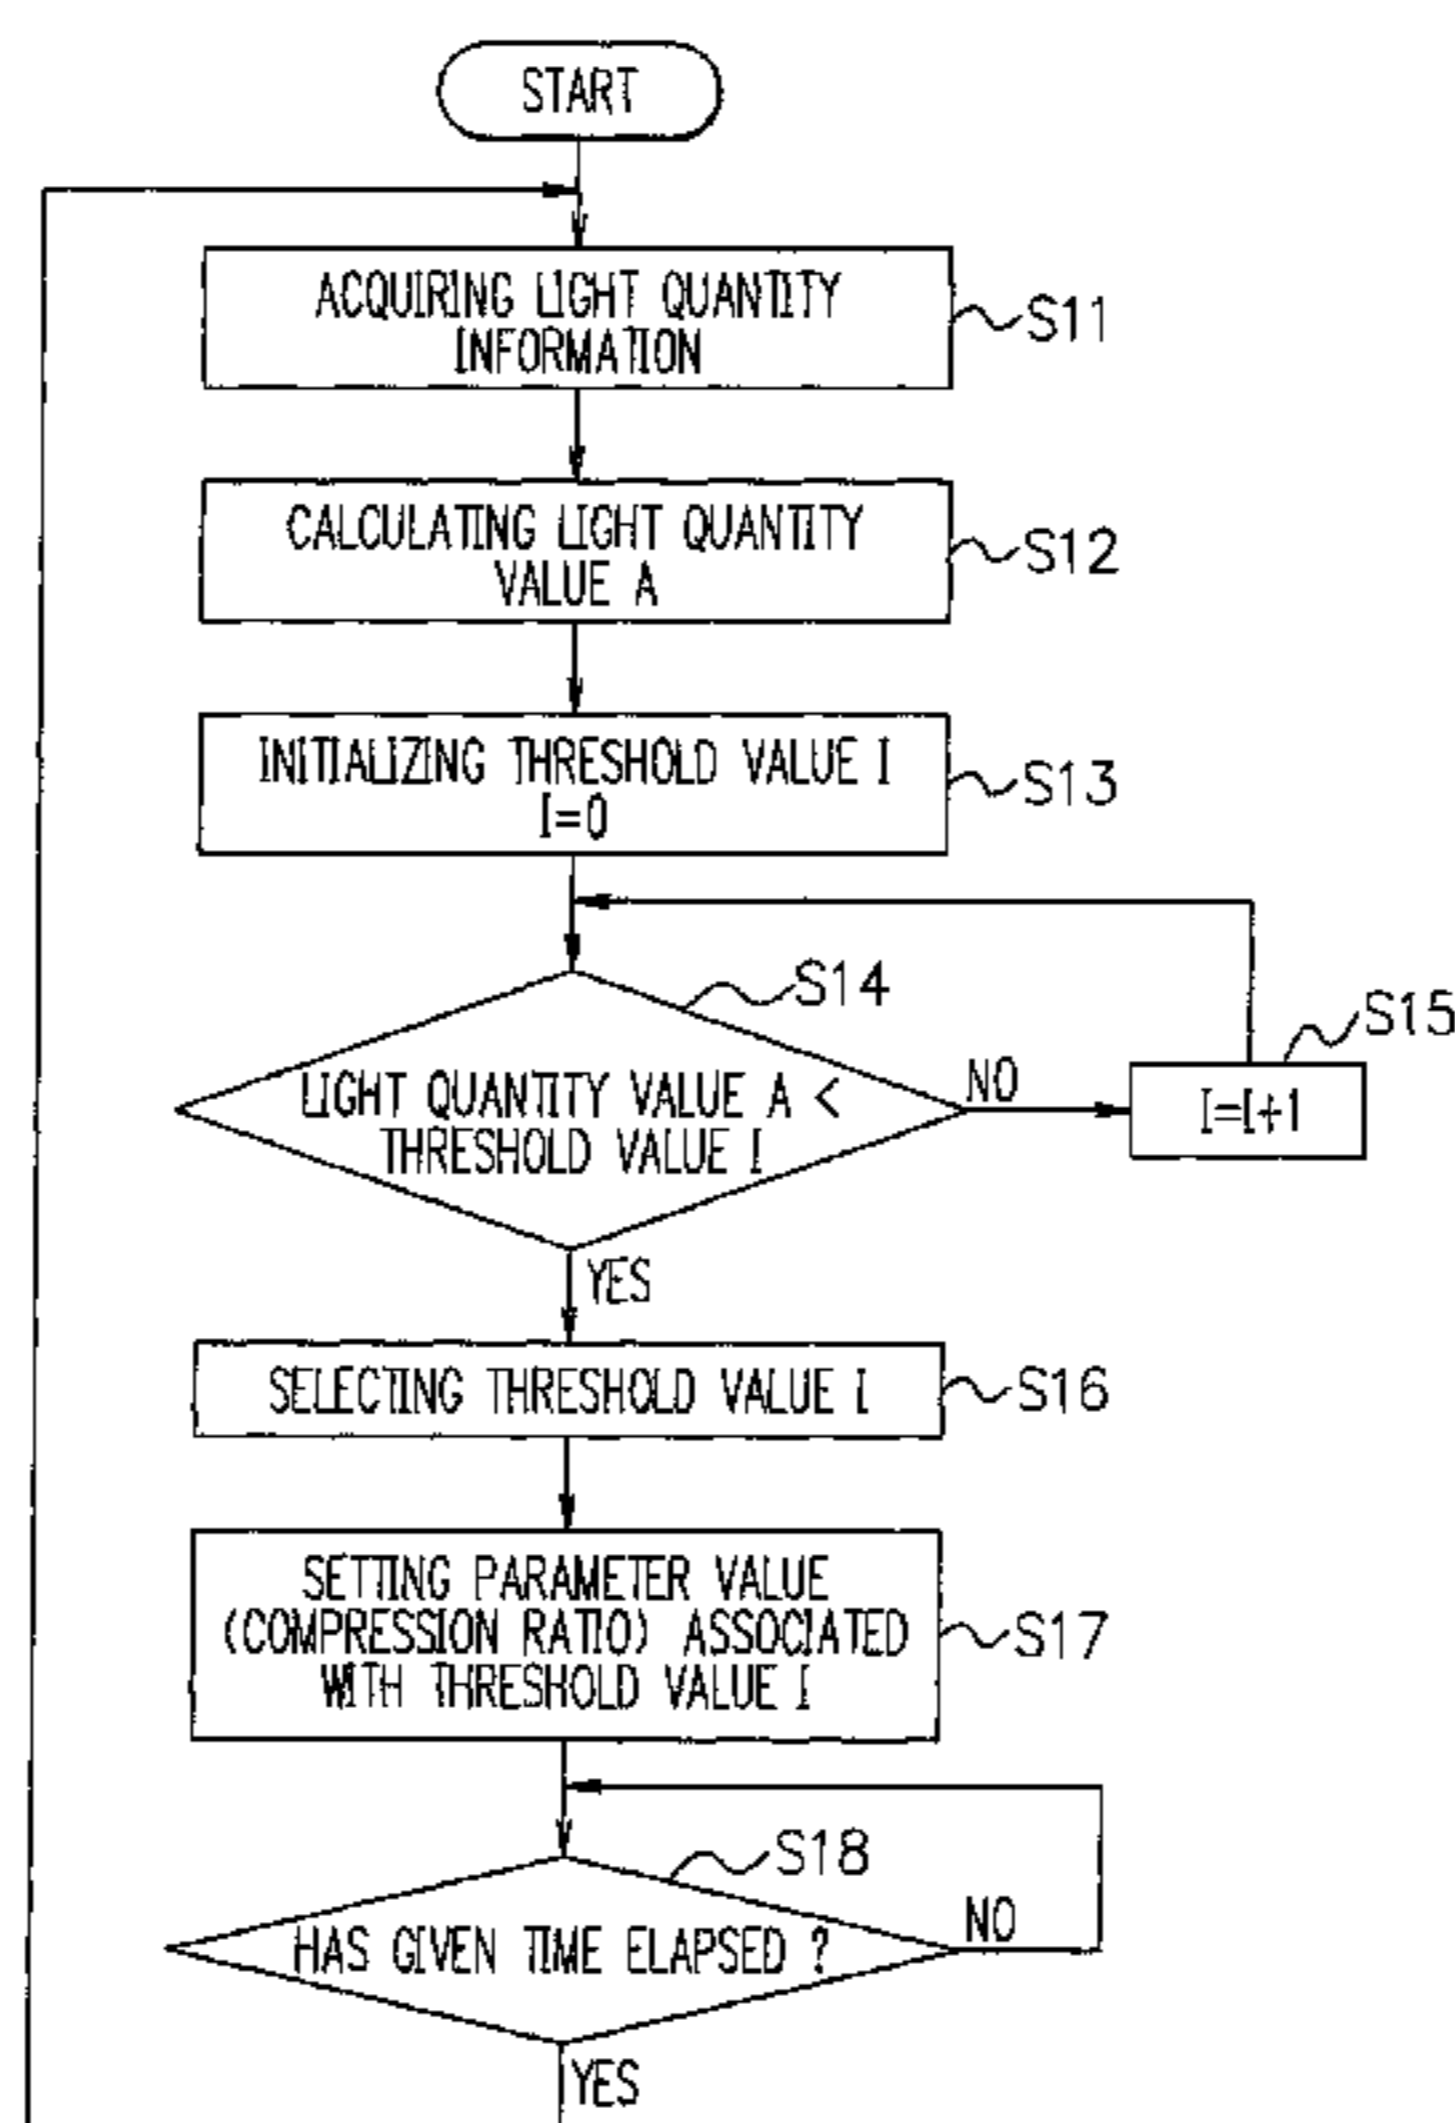 START
ACQUIRING LIGHT QUANTITY
INFORMATION
S11
CALCULATING LIGHT QUANTITY
VALUE A
S12
INITIALIZING THRESHOLD VALUE I
I=0
S13
S14
LIGHT QUANTITY VALUE A <
THRESHOLD VALUE I
NO
S15
I=I+1
YES
SELECTING THRESHOLD VALUE I
S16
SETTING PARAMETER VALUE
(COMPRESSION RATIO) ASSOCIATED
WITH THRESHOLD VALUE I
S17
S18
HAS GIVEN TIME ELAPSED ?
NO
YES